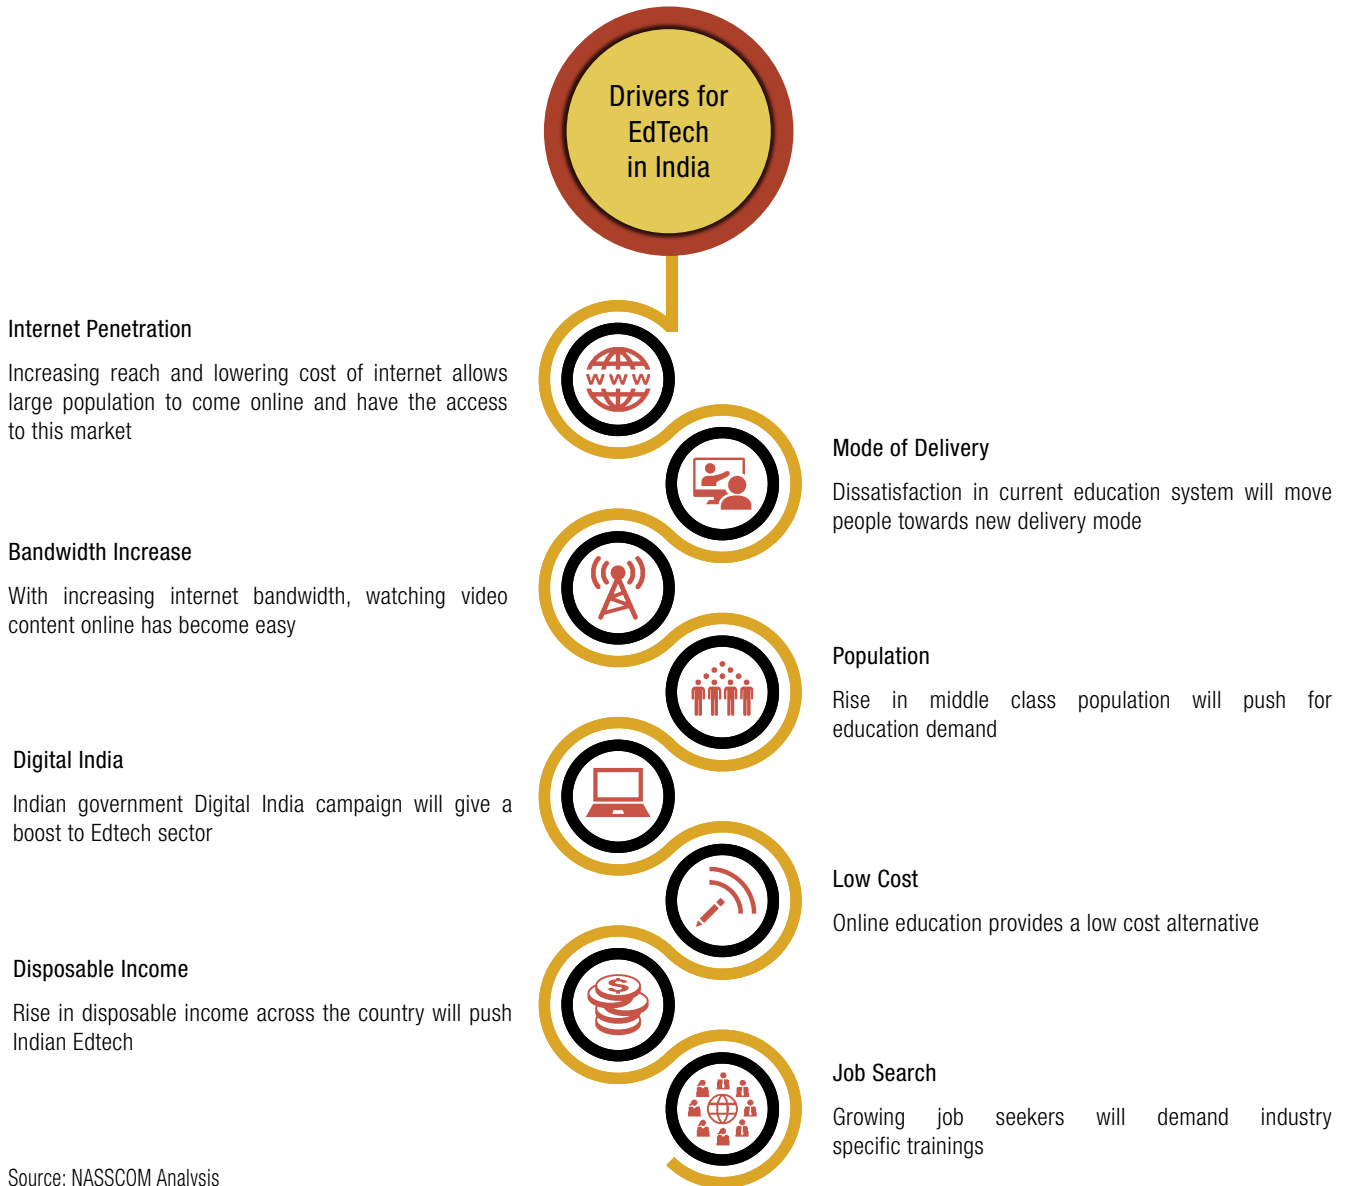 Drivers for
EdTech
in India
Internet Penetration
Increasing reach and lowering cost of internet allows
large population to come online and have the access
to this market
WWW
Mode of Delivery
Dissatisfaction in current education system will move
people towards new delivery mode
Bandwidth Increase
With increasing internet bandwidth, watching video
content online has become easy
Population
Rise in middle class population will push for
education demand
Digital India
Indian government Digital India campaign will give a
boost to Edtech sector
Low Cost
Online education provides a low cost alternative
Disposable Income
Rise in disposable income across the country will push
Indian Edtech
$
Job Search
Growing job seekers will demand industry
specific trainings
Source: NASSCOM Analysis